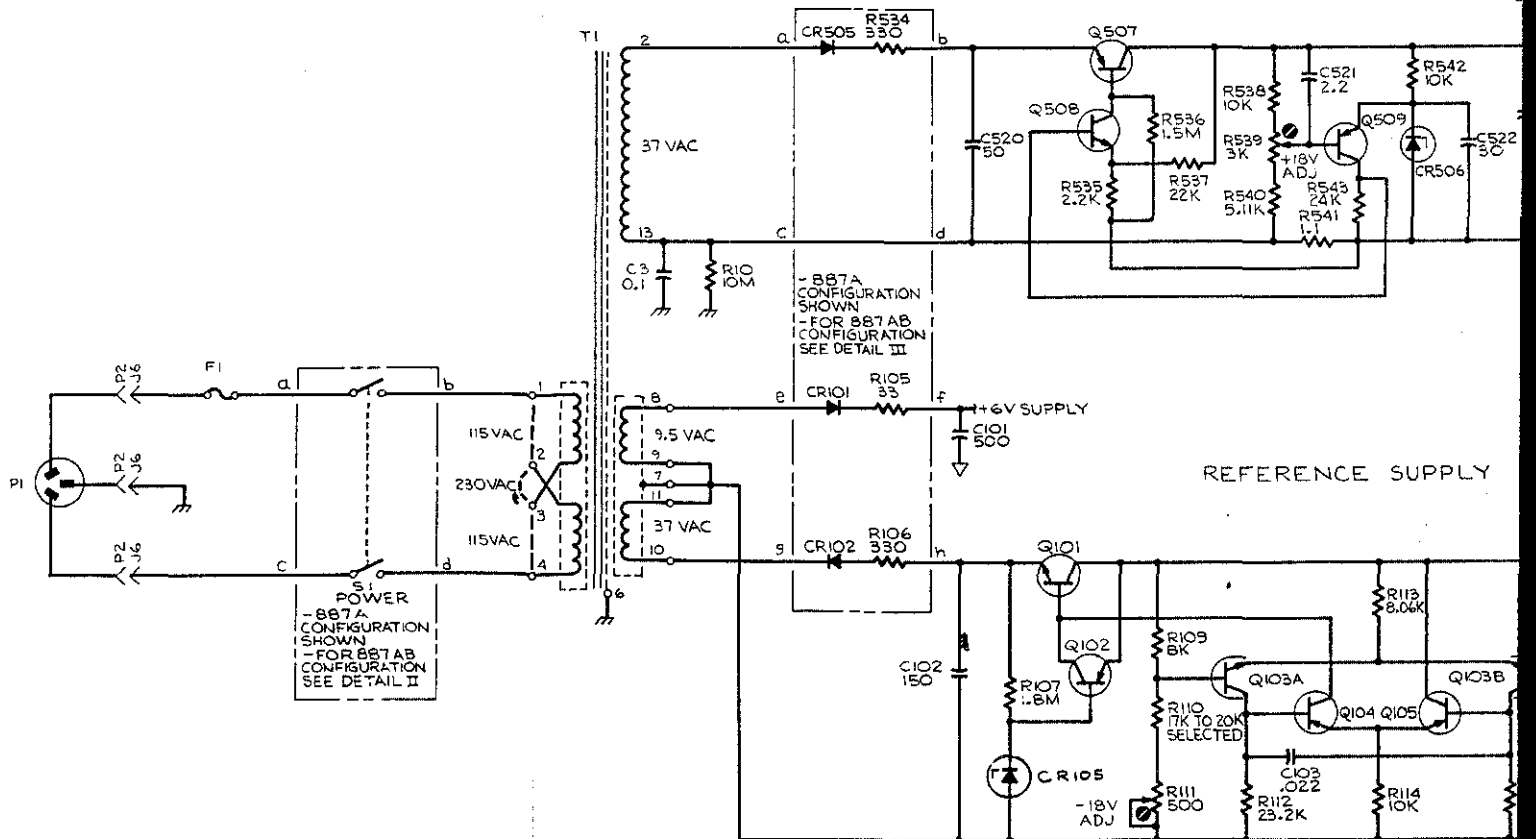 T1
2
a
CR505
R534
330
b
Q507
37 VAC
C520
50
Q508
R536
1.5M
R535
2.2K
R537
22K
R538
10K
R539
3K
+18V
ADJ
R540
5.11K
C521
2.2
Q509
R543
24K
R541
1.1
R542
10K
CR506
C522
30
13
c
d
C3
0.1
R10
10M
-887A
CONFIGURATION
SHOWN
-FOR 887AB
CONFIGURATION
SEE DETAIL III
P1
P2
J6
F1
a
b
P2
J6
P2
J6
c
d
S1
POWER
-887A
CONFIGURATION
SHOWN
-FOR 887AB
CONFIGURATION
SEE DETAIL II
1
115 VAC
2
230VAC
3
115VAC
4
6
8
9.5 VAC
9
7
11
37 VAC
10
e
CR101
R105
33
f
+6V SUPPLY
C101
500
REFERENCE SUPPLY
g
CR102
R106
330
h
Q101
C102
150
Q102
R107
1.8M
CR105
R109
8K
R110
17K TO 20K
SELECTED
R111
500
-18V
ADJ
Q103A
Q103B
R113
8.06K
Q104
Q105
C103
.022
R112
23.2K
R114
10K